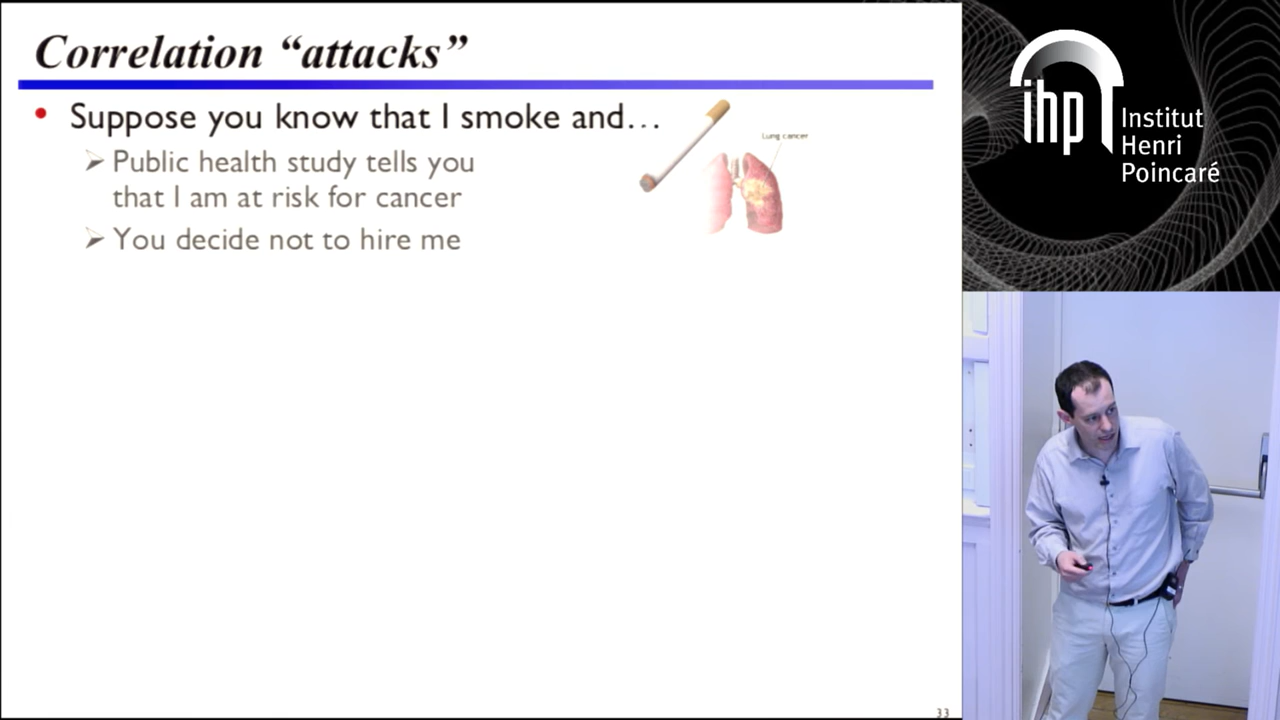 Correlation “attacks”
Suppose you know that I smoke and…
Public health study tells you
that I am at risk for cancer
You decide not to hire me
Lung cancer
33
ihp
Institut
Henri
Poincaré